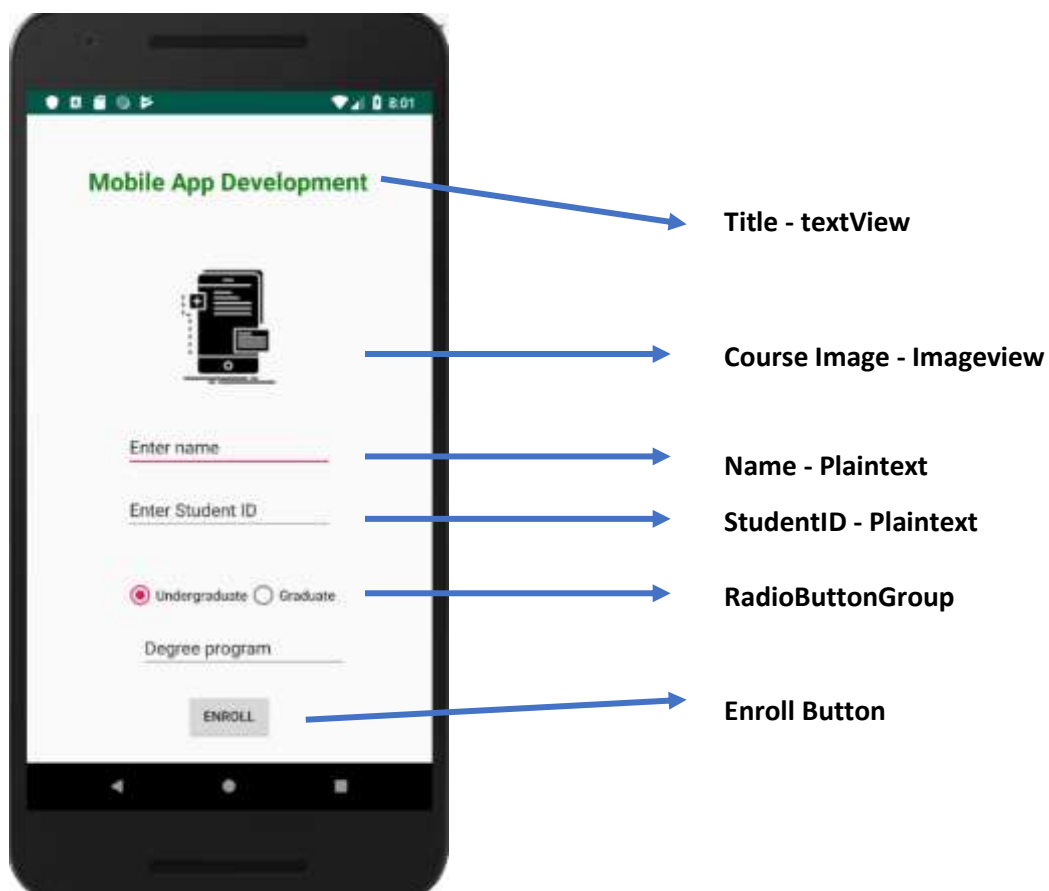 8:01
Mobile App Development
Title - textView
Course Image - Imageview
Enter name
Name - Plaintext
Enter Student ID
StudentID - Plaintext
Undergraduate Graduate
RadioButtonGroup
Degree program
ENROLL
Enroll Button